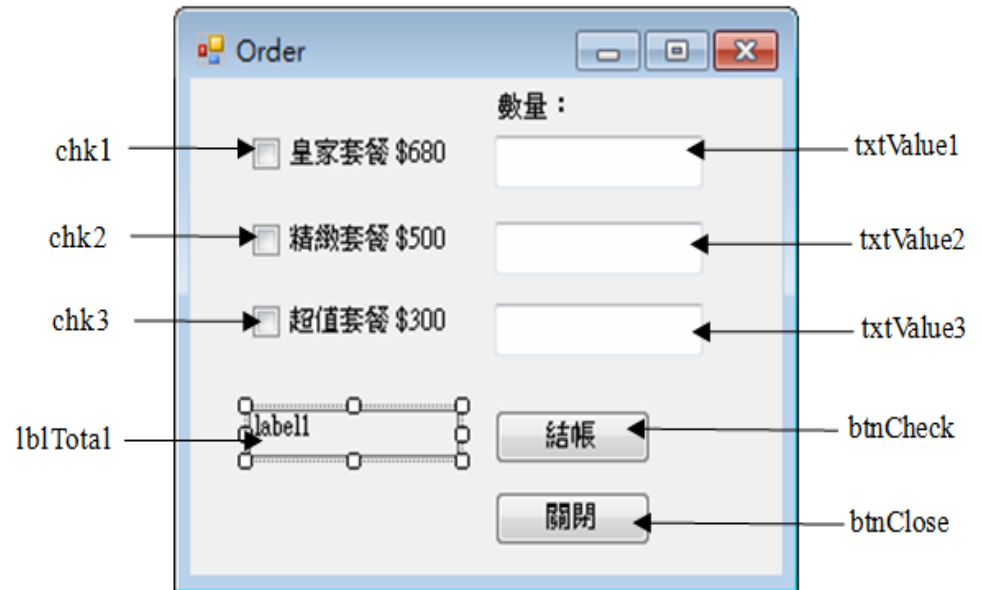 Order
數量：
chk1
皇家套餐 $680
txtValue1
chk2
精緻套餐 $500
txtValue2
chk3
超值套餐 $300
txtValue3
lblTotal
label1
結帳
btnCheck
關閉
btnClose